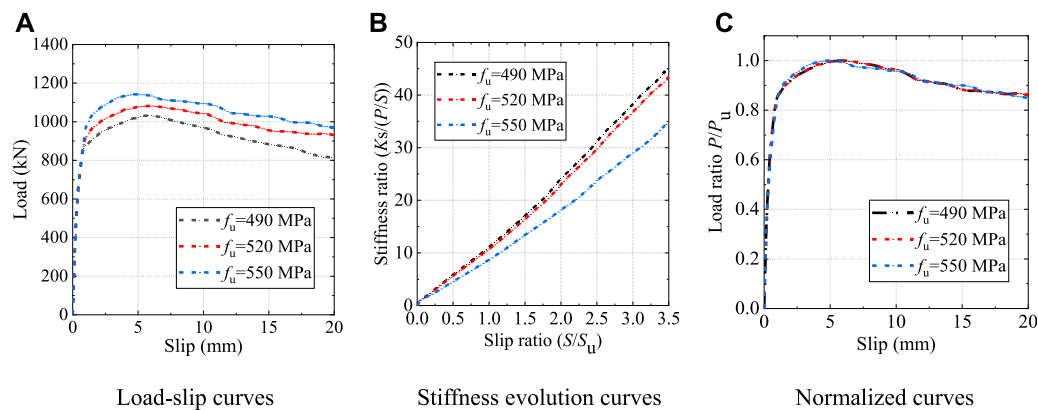 A
Load (kN)
1400
1200
1000
800
600
400
200
0
fu=490 MPa
fu=520 MPa
fu=550 MPa
0 5 10 15 20
Slip (mm)
Load-slip curves
B
Stiffness ratio (Ks/(P/S))
50
40
30
20
10
0
fu=490 MPa
fu=520 MPa
fu=550 MPa
0.0 0.5 1.0 1.5 2.0 2.5 3.0 3.5
Slip ratio (S/Su)
Stiffness evolution curves
C
Load ratio P/Pu
1.0
0.8
0.6
0.4
0.2
0.0
fu=490 MPa
fu=520 MPa
fu=550 MPa
0 5 10 15 20
Slip (mm)
Normalized curves